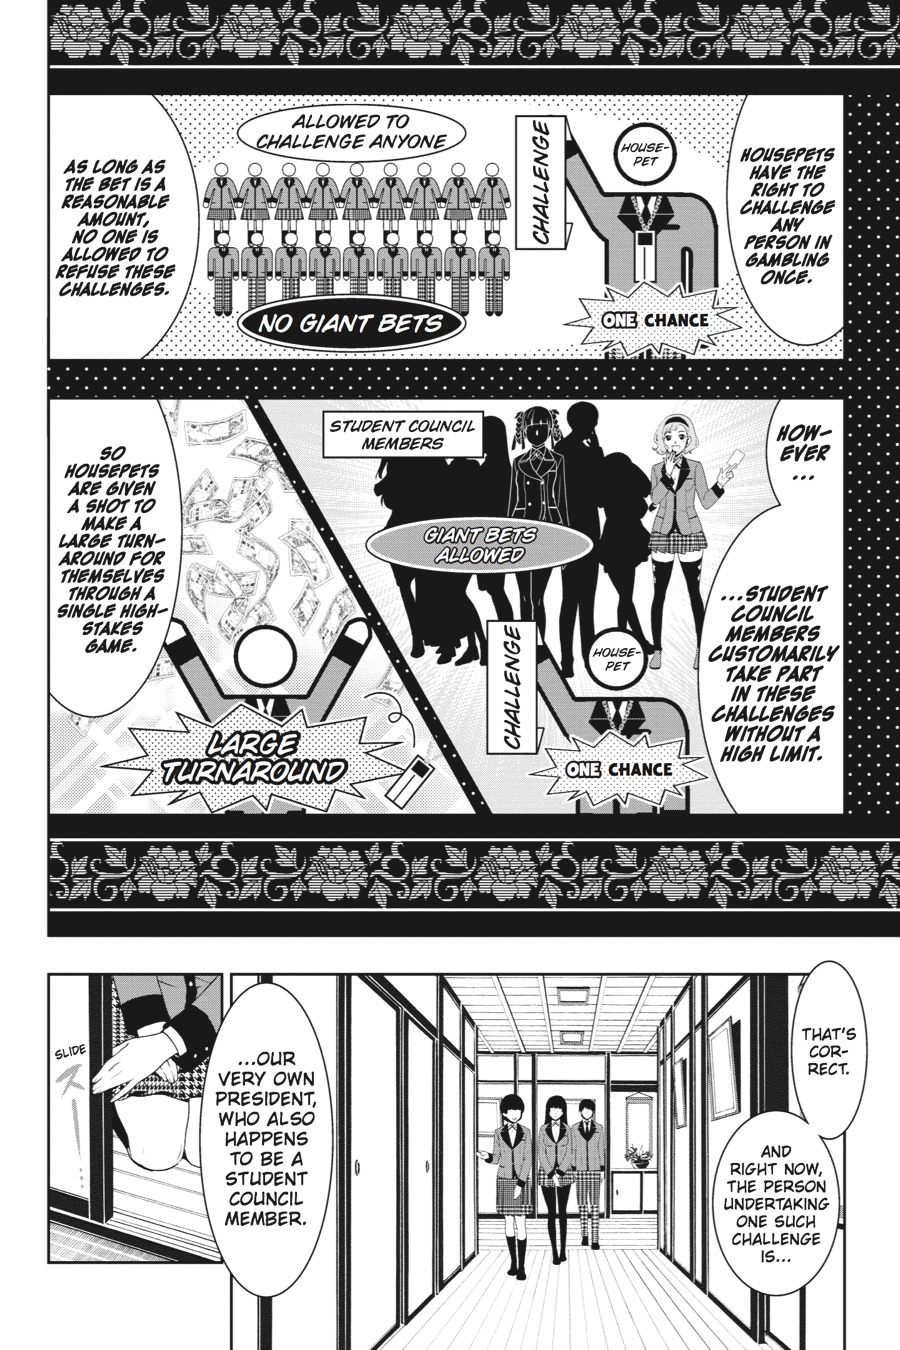 HOUSEPETS
HAVE THE
RIGHT TO
CHALLENGE
ANY
PERSON IN
GAMBLING
ONCE.
HOUSE-
PET
CHALLENGE
ONE CHANCE
ALLOWED TO
CHALLENGE ANYONE
NO GIANT BETS
AS LONG AS
THE BET IS A
REASONABLE
AMOUNT,
NO ONE IS
ALLOWED TO
REFUSE THESE
CHALLENGES.
HOW-
EVER
...
STUDENT COUNCIL
MEMBERS
GIANT BETS
ALLOWED
...STUDENT
COUNCIL
MEMBERS
CUSTOMARILY
TAKE PART
IN THESE
CHALLENGES
WITHOUT A
HIGH LIMIT.
HOUSE-
PET
CHALLENGE
ONE CHANCE
SO
HOUSEPETS
ARE GIVEN
A SHOT TO
MAKE A
LARGE TURN-
AROUND FOR
THEMSELVES
THROUGH A
SINGLE HIGH-
STAKES
GAME.
LARGE
TURNAROUND
THAT'S
COR-
RECT.
AND
RIGHT NOW,
THE PERSON
UNDERTAKING
ONE SUCH
CHALLENGE
IS...
...OUR
VERY OWN
PRESIDENT,
WHO ALSO
HAPPENS
TO BE A
STUDENT
COUNCIL
MEMBER.
SLIDE